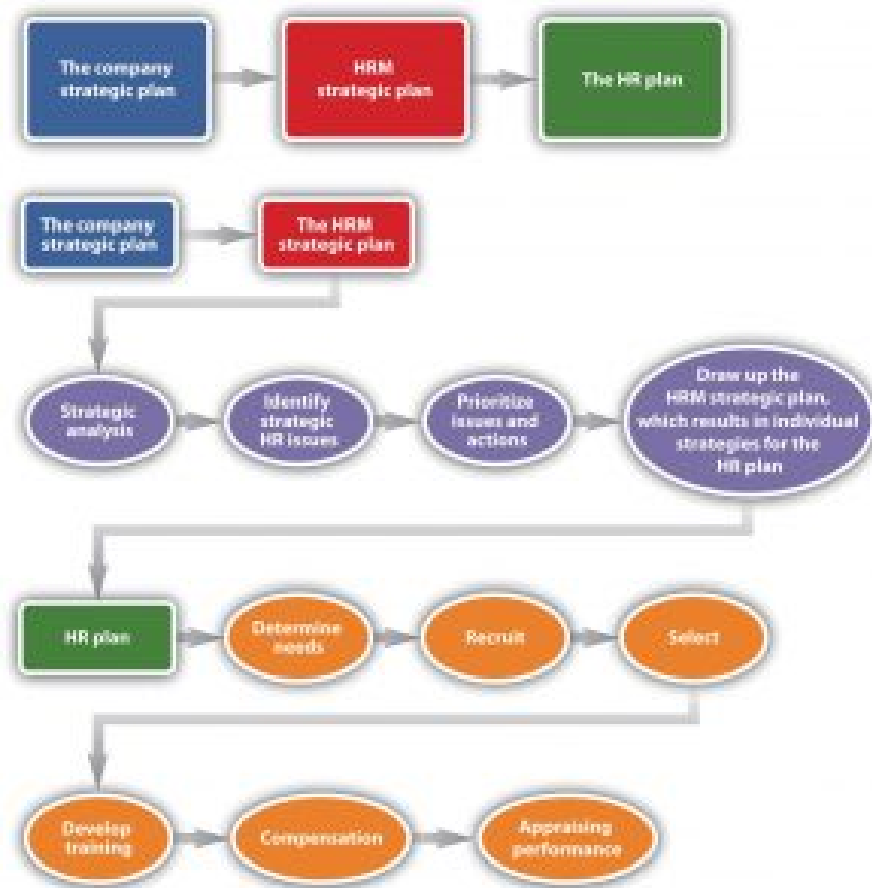 The company
strategic plan
HRM
strategic plan
The HR plan
The company
strategic plan
The HRM
strategic plan
Strategic
analysis
Identify
strategic
HR issues
Prioritize
issues and
actions
Draw up the
HRM strategic plan,
which results in individual
strategies for the
HR plan
HR plan
Determine
needs
Recruit
Select
Develop
training
Compensation
Appraising
performance